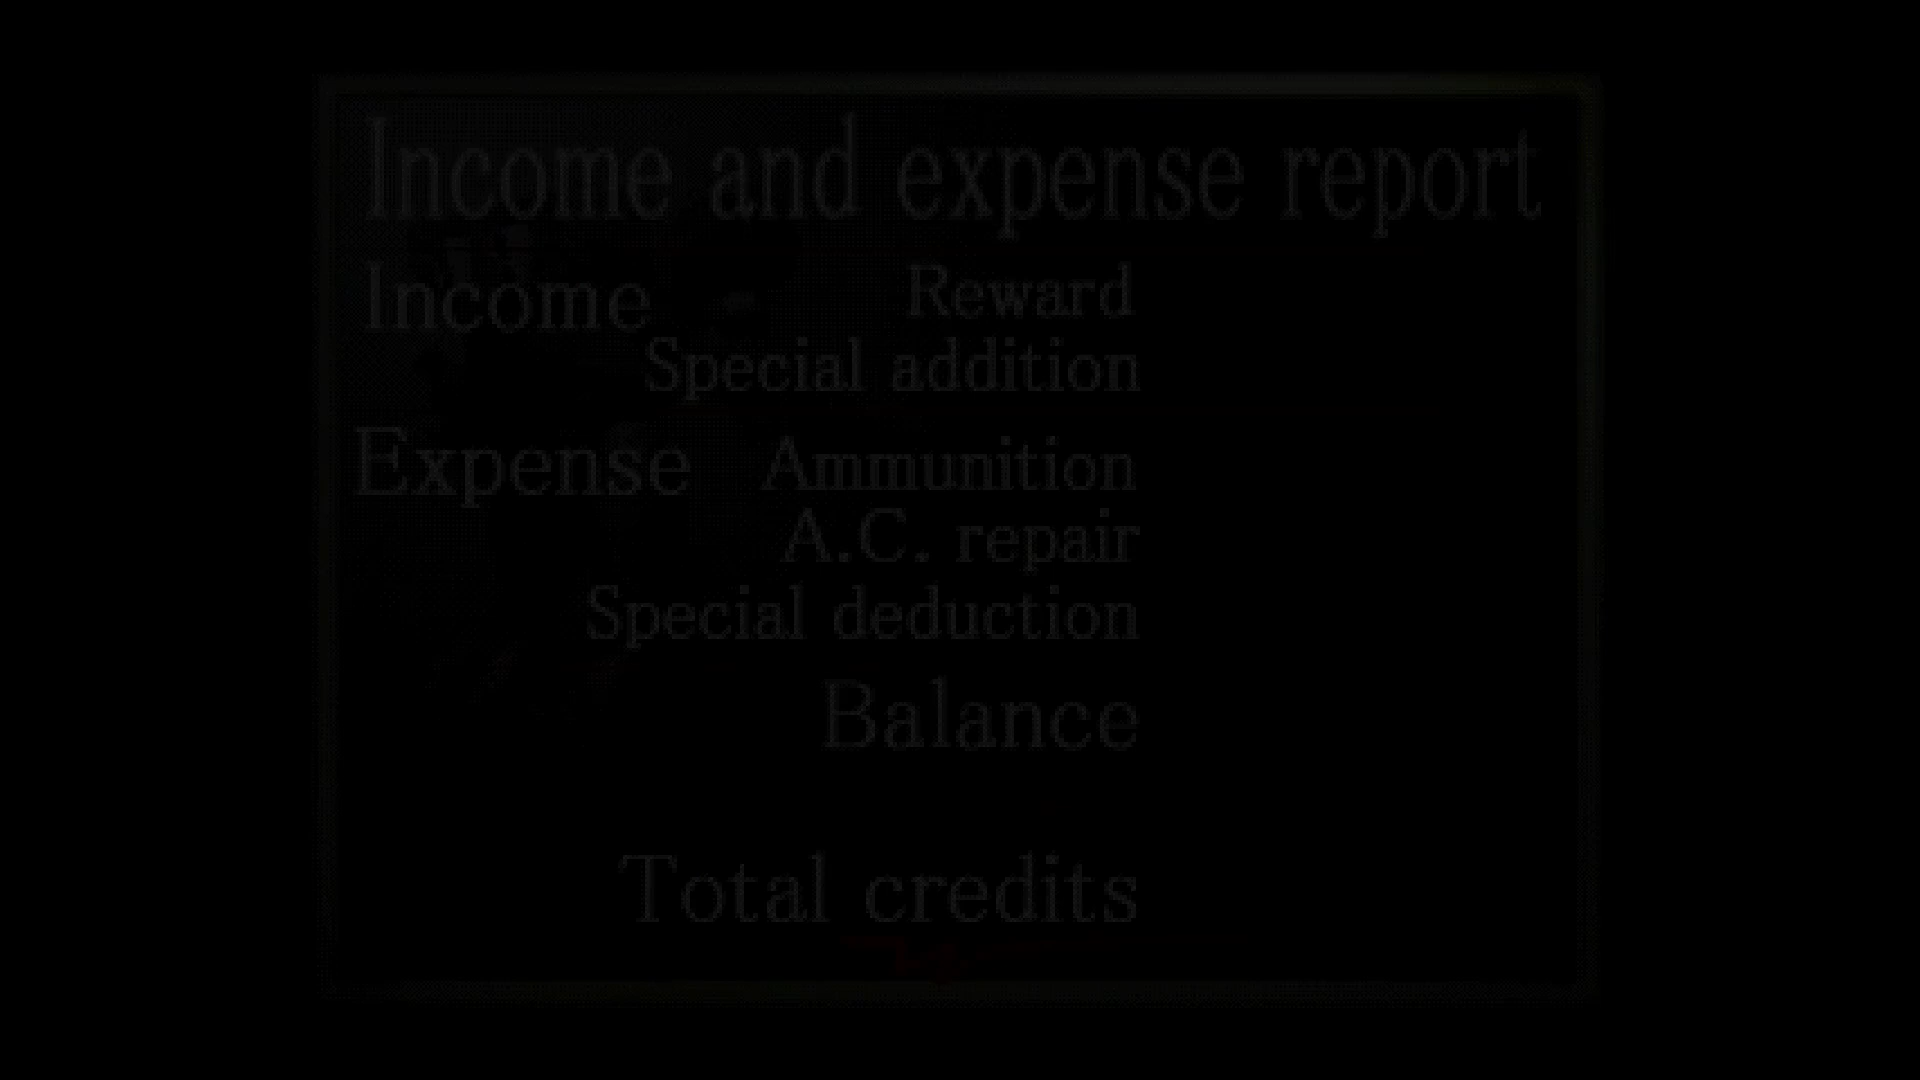 Income and expense report
Income Reward
Special addition
Expense Ammunition
A.C. repair
Special deduction
Balance
Total credits